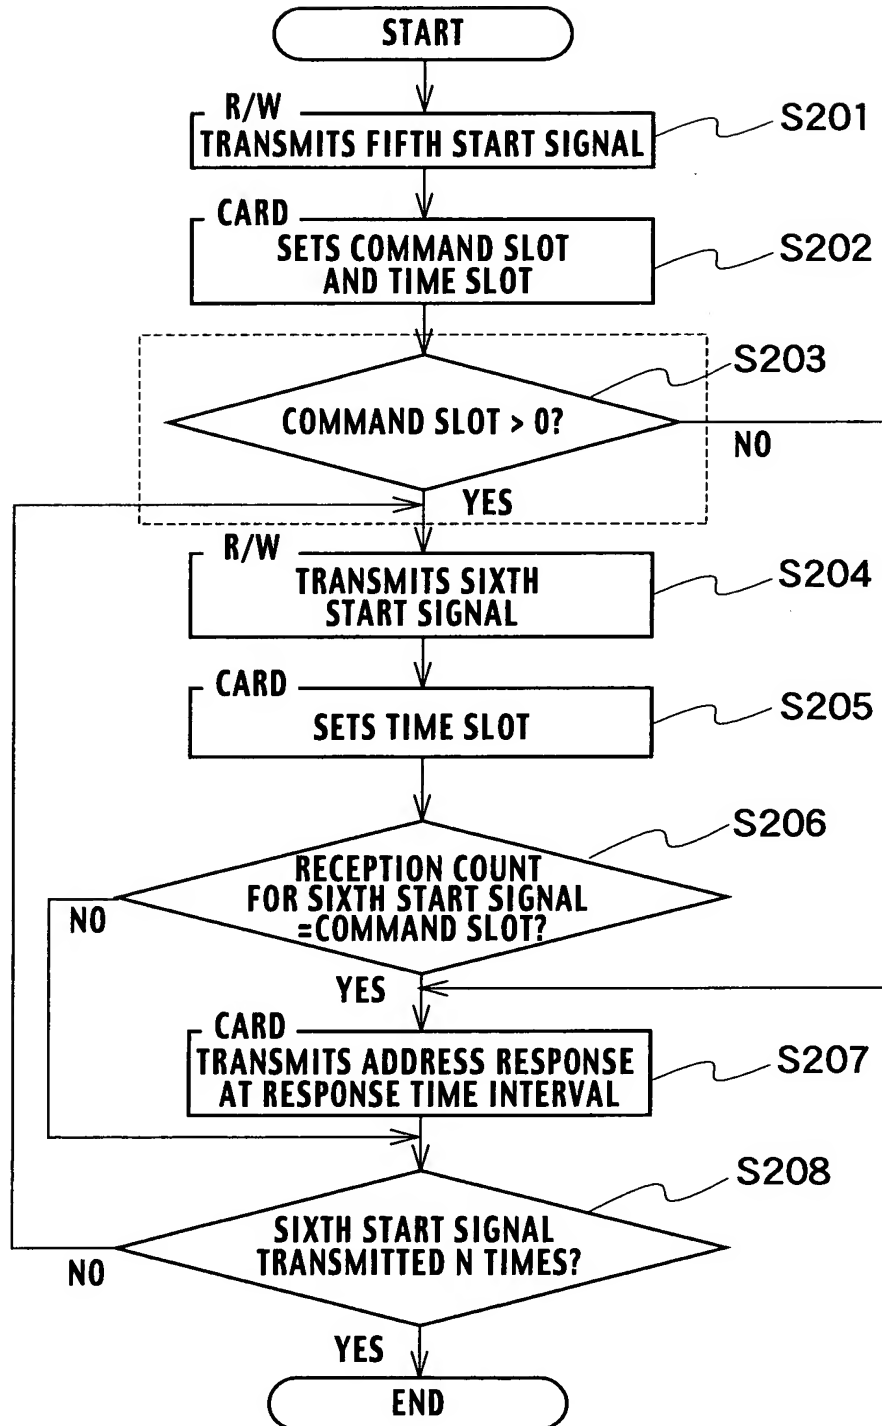 START
R/W
TRANSMITS FIFTH START SIGNAL
S201
CARD
SETS COMMAND SLOT
AND TIME SLOT
S202
S203
COMMAND SLOT > 0?
NO
YES
R/W
TRANSMITS SIXTH
START SIGNAL
S204
CARD
SETS TIME SLOT
S205
S206
RECEPTION COUNT
FOR SIXTH START SIGNAL
=COMMAND SLOT?
NO
YES
CARD
TRANSMITS ADDRESS RESPONSE
AT RESPONSE TIME INTERVAL
S207
S208
SIXTH START SIGNAL
TRANSMITTED N TIMES?
NO
YES
END